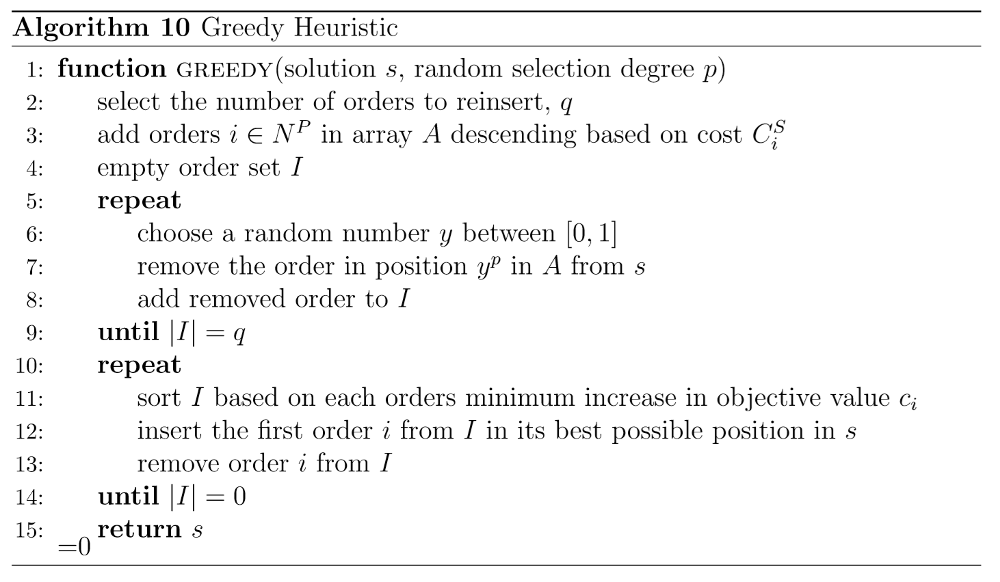 Algorithm 10 Greedy Heuristic
1: function GREEDY(solution s, random selection degree p)
2: select the number of orders to reinsert, q
3: add orders i ∈ N^P in array A descending based on cost C_i^S
4: empty order set I
5: repeat
6: choose a random number y between [0, 1]
7: remove the order in position y^p in A from s
8: add removed order to I
9: until |I| = q
10: repeat
11: sort I based on each orders minimum increase in objective value c_i
12: insert the first order i from I in its best possible position in s
13: remove order i from I
14: until |I| = 0
15: return s
=0